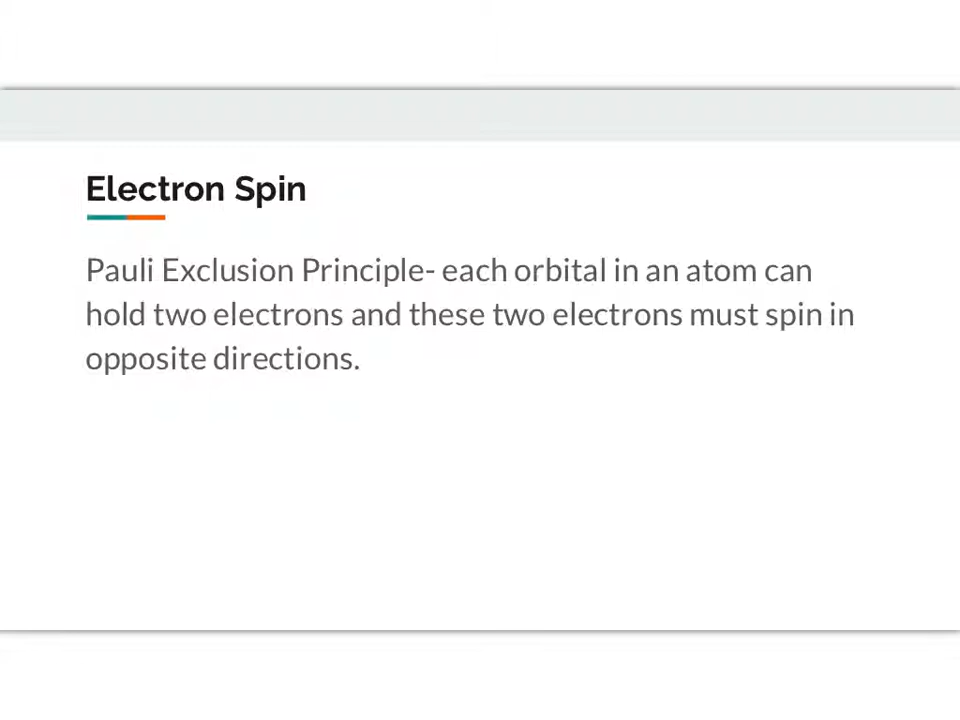 Electron Spin
Pauli Exclusion Principle- each orbital in an atom can
hold two electrons and these two electrons must spin in
opposite directions.